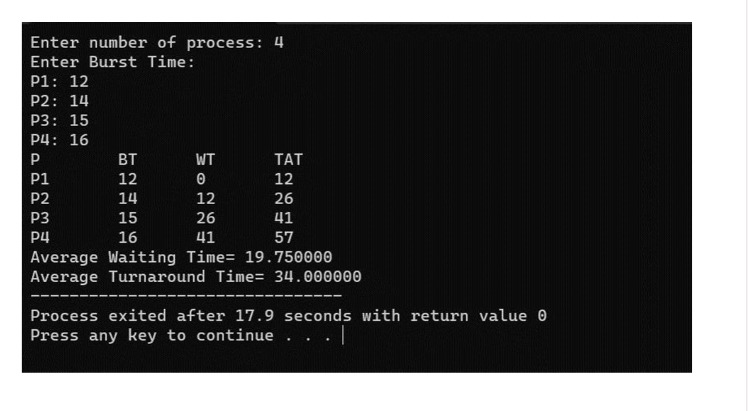 Enter number of process: 4
Enter Burst Time:
P1: 12
P2: 14
P3: 15
P4: 16
P BT WT TAT
P1 12 0 12
P2 14 12 26
P3 15 26 41
P4 16 41 57
Average Waiting Time= 19.750000
Average Turnaround Time= 34.000000
--------------------------------
Process exited after 17.9 seconds with return value 0
Press any key to continue . . .